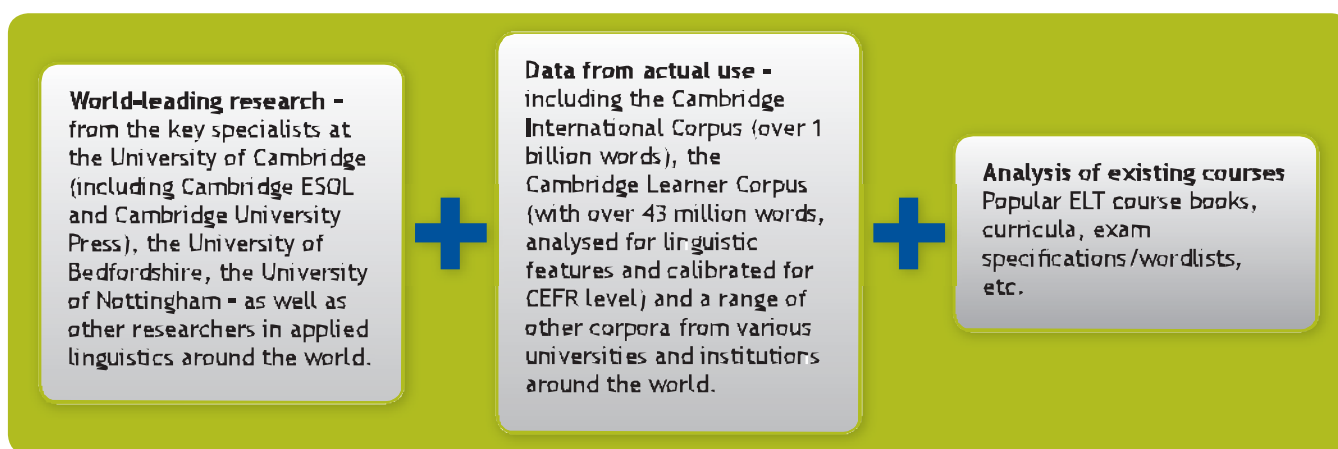 World-leading research -
from the key specialists at
the University of Cambridge
(including Cambridge ESOL
and Cambridge University
Press), the University of
Bedfordshire, the University
of Nottingham - as well as
other researchers in applied
linguistics around the world.
Data from actual use -
including the Cambridge
International Corpus (over 1
billion words), the
Cambridge Learner Corpus
(with over 43 million words,
analysed for linguistic
features and calibrated for
CEFR level) and a range of
other corpora from various
universities and institutions
around the world.
Analysis of existing courses
Popular ELT course books,
curricula, exam
specifications/wordlists,
etc.